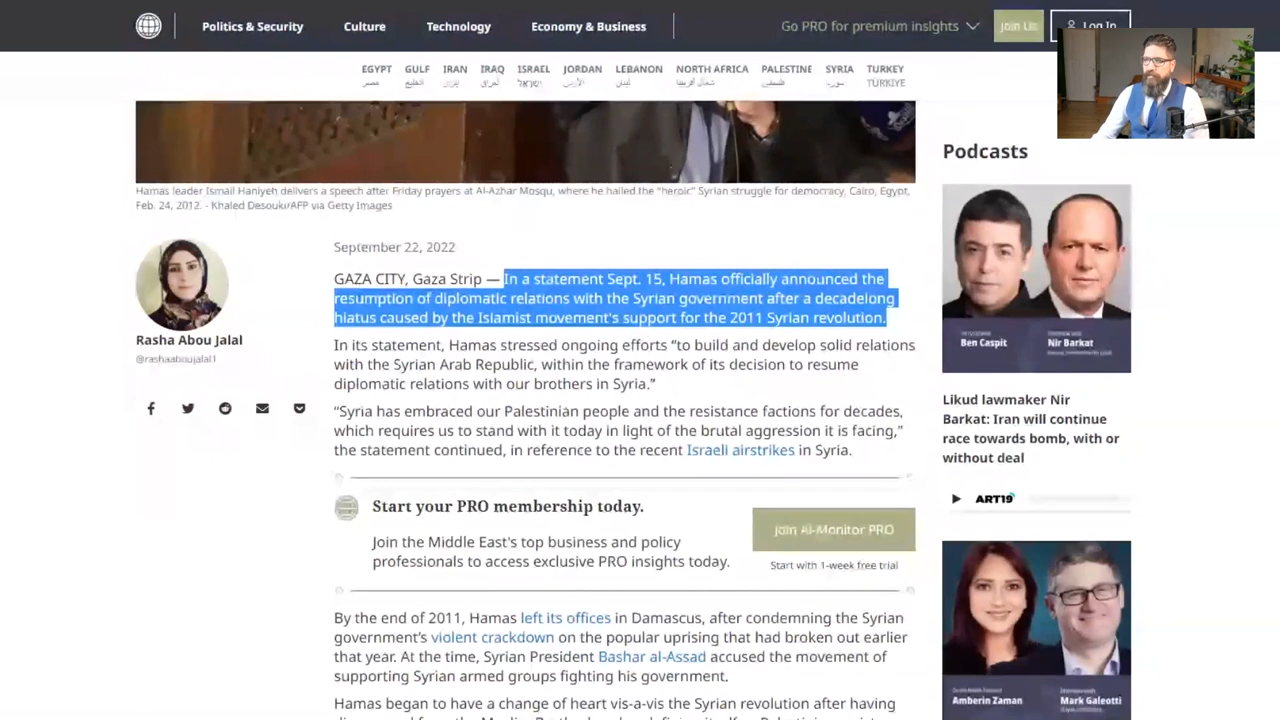 Politics & Security
Culture
Technology
Economy & Business
Go PRO for premium insights
Join Us
Log In
EGYPT
GULF
IRAN
IRAQ
ISRAEL
JORDAN
LEBANON
NORTH AFRICA
PALESTINE
SYRIA
TURKEY
مصر
الخليج
ایران
العراق
ישראל
الأردن
لبنان
شمال أفريقيا
فلسطين
سوريا
TÜRKİYE
Hamas leader Ismail Haniyeh delivers a speech after Friday prayers at Al-Azhar Mosqu, where he hailed the "heroic" Syrian struggle for democracy, Cairo, Egypt,
Feb. 24, 2012. - Khaled Desouki/AFP via Getty Images
Rasha Abou Jalal
@rashaaboujalal1
September 22, 2022
GAZA CITY, Gaza Strip — In a statement Sept. 15, Hamas officially announced the
resumption of diplomatic relations with the Syrian government after a decadelong
hiatus caused by the Islamist movement's support for the 2011 Syrian revolution.
In its statement, Hamas stressed ongoing efforts “to build and develop solid relations
with the Syrian Arab Republic, within the framework of its decision to resume
diplomatic relations with our brothers in Syria.”
“Syria has embraced our Palestinian people and the resistance factions for decades,
which requires us to stand with it today in light of the brutal aggression it is facing,”
the statement continued, in reference to the recent Israeli airstrikes in Syria.
Start your PRO membership today.
Join the Middle East's top business and policy
professionals to access exclusive PRO insights today.
Join Al-Monitor PRO
Start with 1-week free trial
By the end of 2011, Hamas left its offices in Damascus, after condemning the Syrian
government's violent crackdown on the popular uprising that had broken out earlier
that year. At the time, Syrian President Bashar al-Assad accused the movement of
supporting Syrian armed groups fighting his government.
Hamas began to have a change of heart vis-a-vis the Syrian revolution after having
Podcasts
Ben Caspit
Nir Barkat
Likud lawmaker Nir
Barkat: Iran will continue
race towards bomb, with or
without deal
ART19
Amberin Zaman
Mark Galeotti